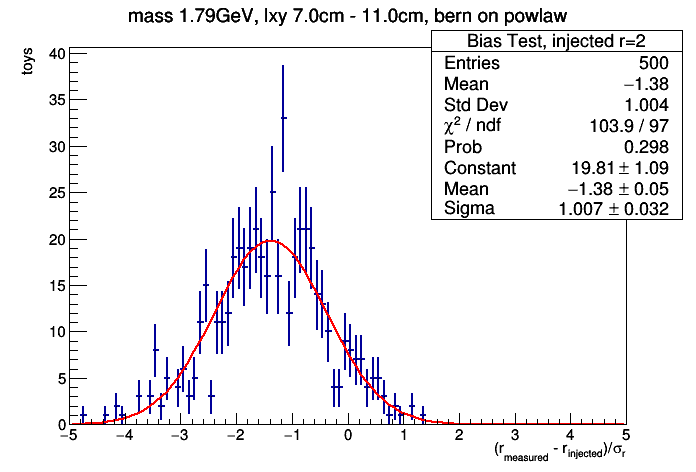 mass 1.79GeV, lxy 7.0cm - 11.0cm, bern on powlaw
Bias Test, injected r=2
Entries 500
Mean −1.38
Std Dev 1.004
χ² / ndf 103.9 / 97
Prob 0.298
Constant 19.81 ± 1.09
Mean −1.38 ± 0.05
Sigma 1.007 ± 0.032
toys
40
35
30
25
20
15
10
5
0
−5 −4 −3 −2 −1 0 1 2 3 4 5
(r_measured - r_injected)/σ_r